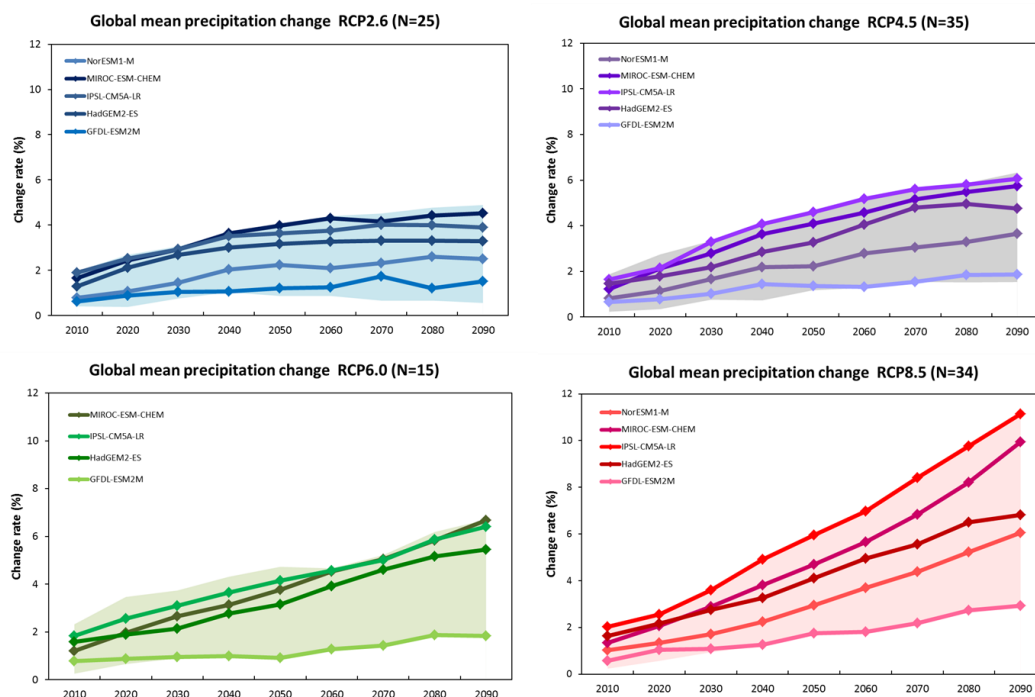 Global mean precipitation change RCP2.6 (N=25)
Change rate (%)
12
10
8
6
4
2
0
NorESM1-M
MIROC-ESM-CHEM
IPSL-CM5A-LR
HadGEM2-ES
GFDL-ESM2M
2010 2020 2030 2040 2050 2060 2070 2080 2090
Global mean precipitation change RCP4.5 (N=35)
Change rate (%)
12
10
8
6
4
2
0
NorESM1-M
MIROC-ESM-CHEM
IPSL-CM5A-LR
HadGEM2-ES
GFDL-ESM2M
2010 2020 2030 2040 2050 2060 2070 2080 2090
Global mean precipitation change RCP6.0 (N=15)
Change rate (%)
12
10
8
6
4
2
0
MIROC-ESM-CHEM
IPSL-CM5A-LR
HadGEM2-ES
GFDL-ESM2M
2010 2020 2030 2040 2050 2060 2070 2080 2090
Global mean precipitation change RCP8.5 (N=34)
Change rate (%)
12
10
8
6
4
2
0
NorESM1-M
MIROC-ESM-CHEM
IPSL-CM5A-LR
HadGEM2-ES
GFDL-ESM2M
2010 2020 2030 2040 2050 2060 2070 2080 2090